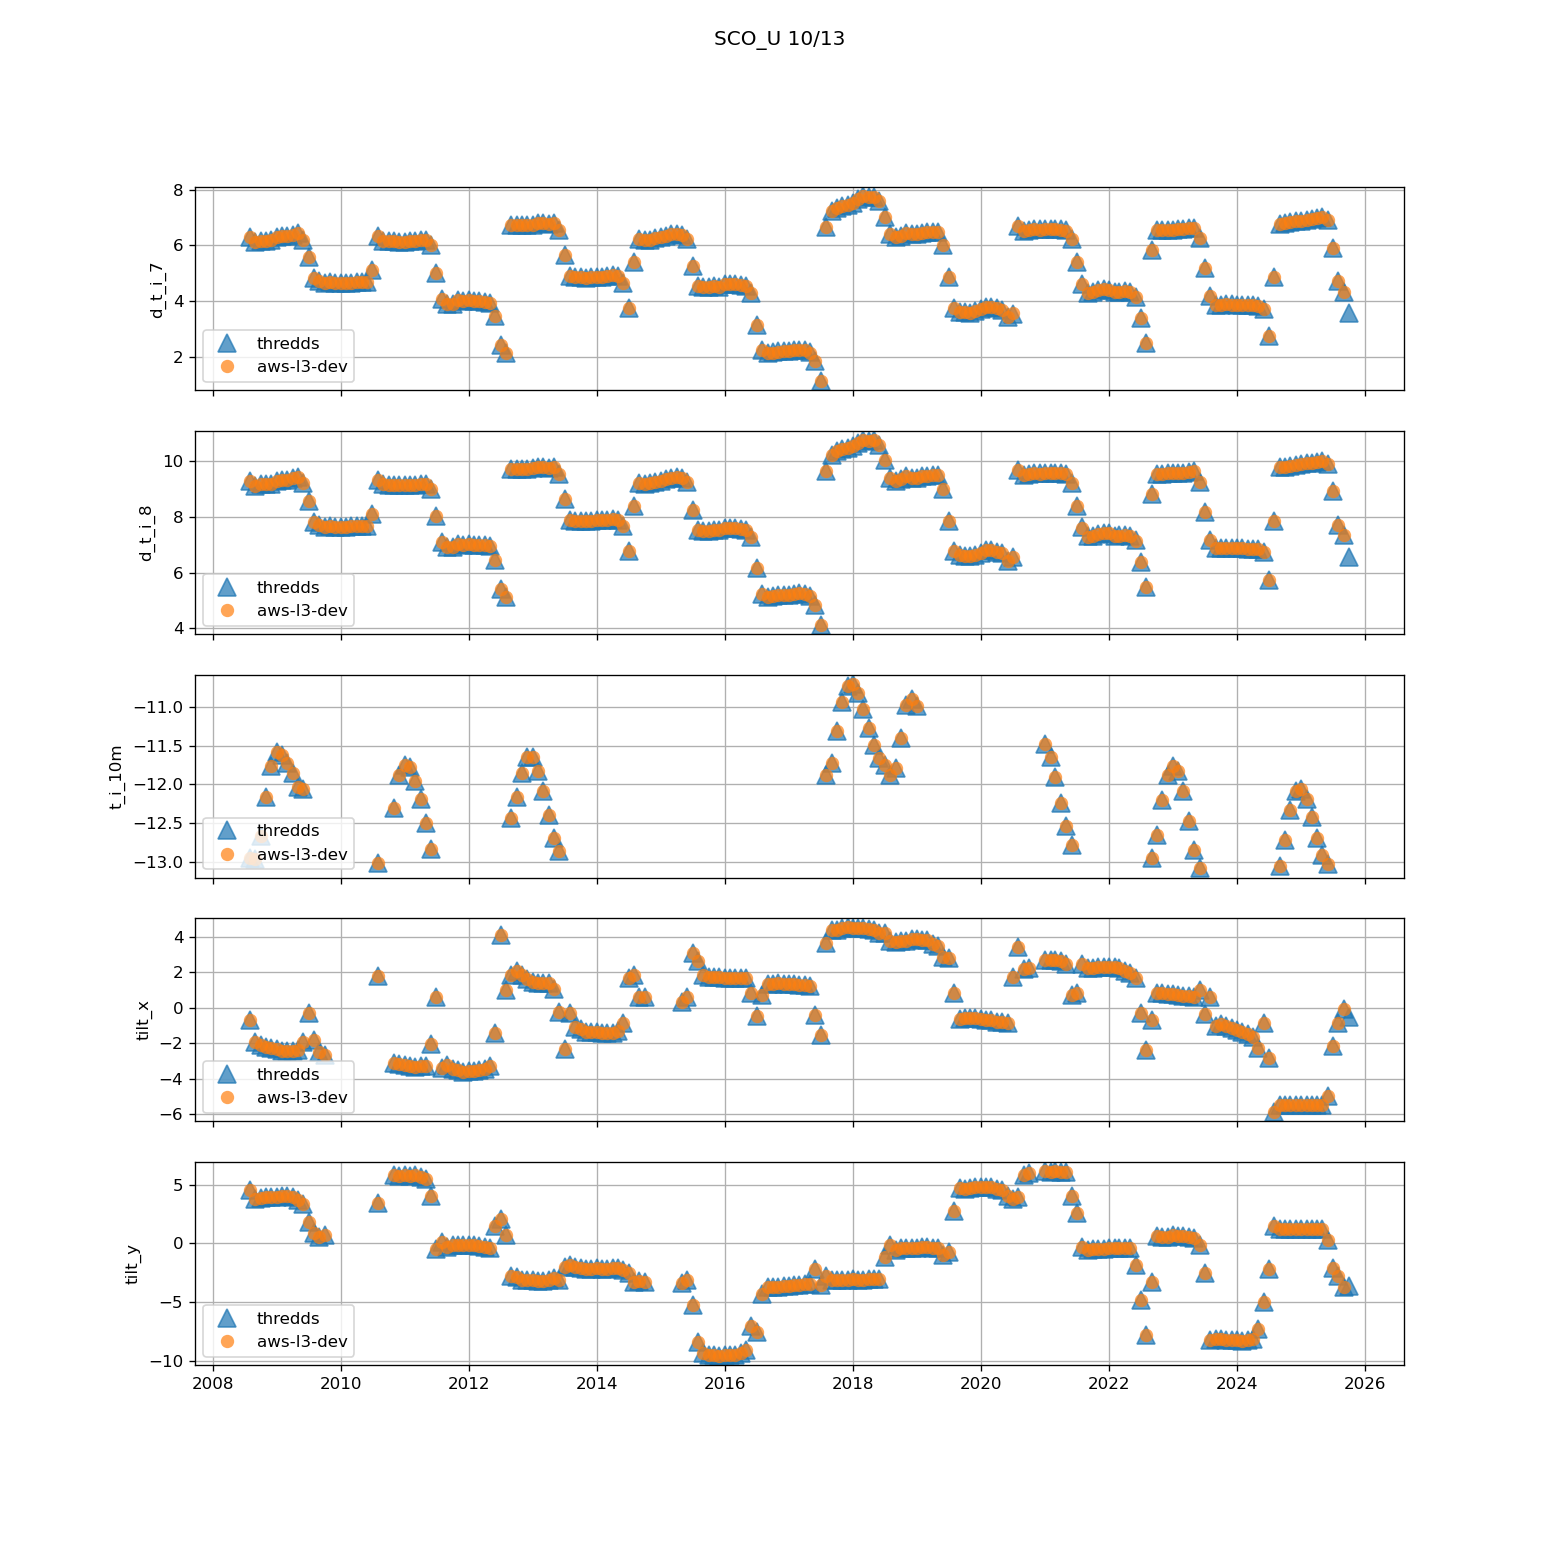 SCO_U 10/13
8
6
4
2
d_t_i_7
thredds
aws-l3-dev
10
8
6
4
d_t_i_8
thredds
aws-l3-dev
−11.0
−11.5
−12.0
−12.5
−13.0
t_i_10m
thredds
aws-l3-dev
4
2
0
−2
−4
−6
tilt_x
thredds
aws-l3-dev
5
0
−5
−10
tilt_y
thredds
aws-l3-dev
2008 2010 2012 2014 2016 2018 2020 2022 2024 2026